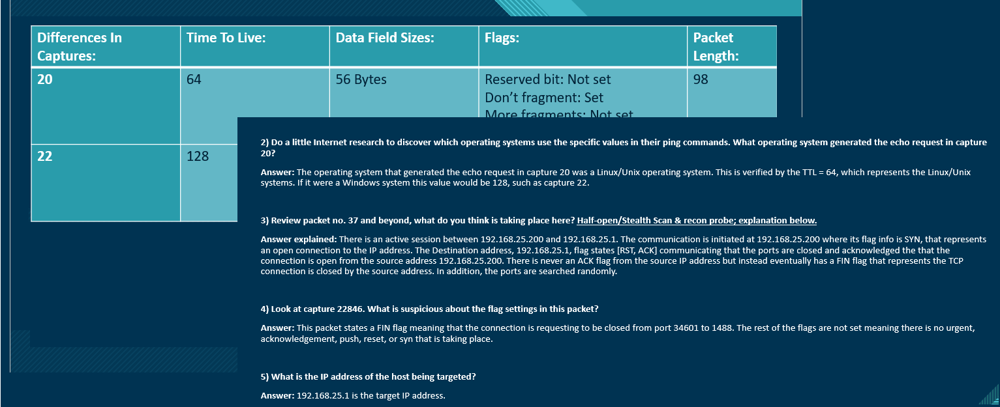 Differences In
Captures:
Time To Live:
Data Field Sizes:
Flags:
Packet
Length:
20
64
56 Bytes
Reserved bit: Not set
Don’t fragment: Set
More fragments: Not set
98
22
128
2) Do a little Internet research to discover which operating systems use the specific values in their ping commands. What operating system generated the echo request in capture
20?
Answer: The operating system that generated the echo request in capture 20 was a Linux/Unix operating system. This is verified by the TTL = 64, which represents the Linux/Unix
systems. If it were a Windows system this value would be 128, such as capture 22.
3) Review packet no. 37 and beyond, what do you think is taking place here? Half-open/Stealth Scan & recon probe; explanation below.
Answer explained: There is an active session between 192.168.25.200 and 192.168.25.1. The communication is initiated at 192.168.25.200 where its flag info is SYN, that represents
an open connection to the IP address. The Destination address, 192.168.25.1, flag states [RST, ACK] communicating that the ports are closed and acknowledged the that the
connection is open from the source address 192.168.25.200. There is never an ACK flag from the source IP address but instead eventually has a FIN flag that represents the TCP
connection is closed by the source address. In addition, the ports are searched randomly.
4) Look at capture 22846. What is suspicious about the flag settings in this packet?
Answer: This packet states a FIN flag meaning that the connection is requesting to be closed from port 34601 to 1488. The rest of the flags are not set meaning there is no urgent,
acknowledgement, push, reset, or syn that is taking place.
5) What is the IP address of the host being targeted?
Answer: 192.168.25.1 is the target IP address.